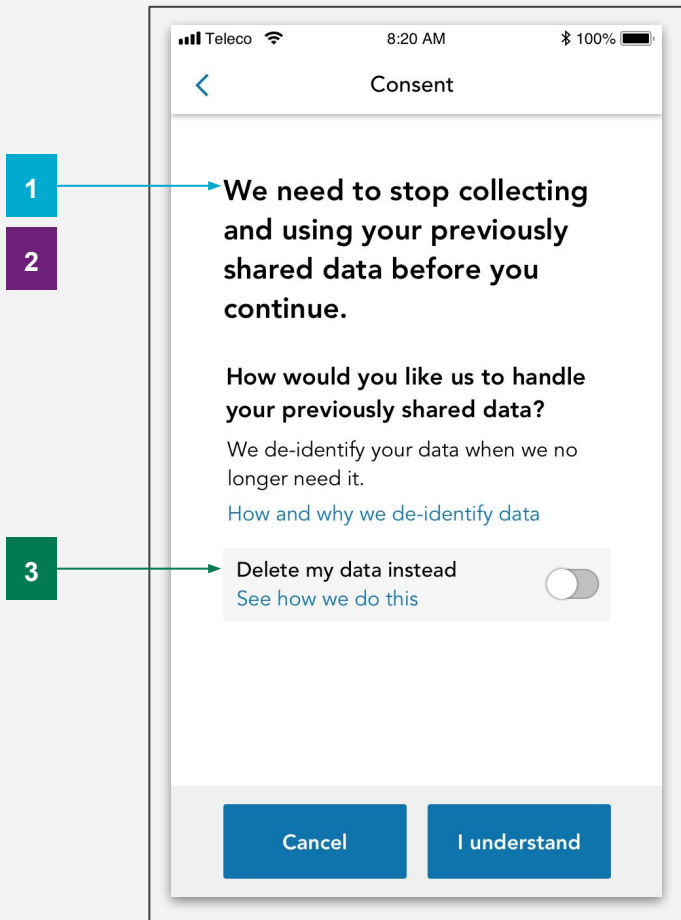 Teleco 8:20 AM 100%
Consent
1
We need to stop collecting
and using your previously
2
shared data before you
continue.
How would you like us to handle
your previously shared data?
We de-identify your data when we no
longer need it.
How and why we de-identify data
3
Delete my data instead
See how we do this
Cancel I understand